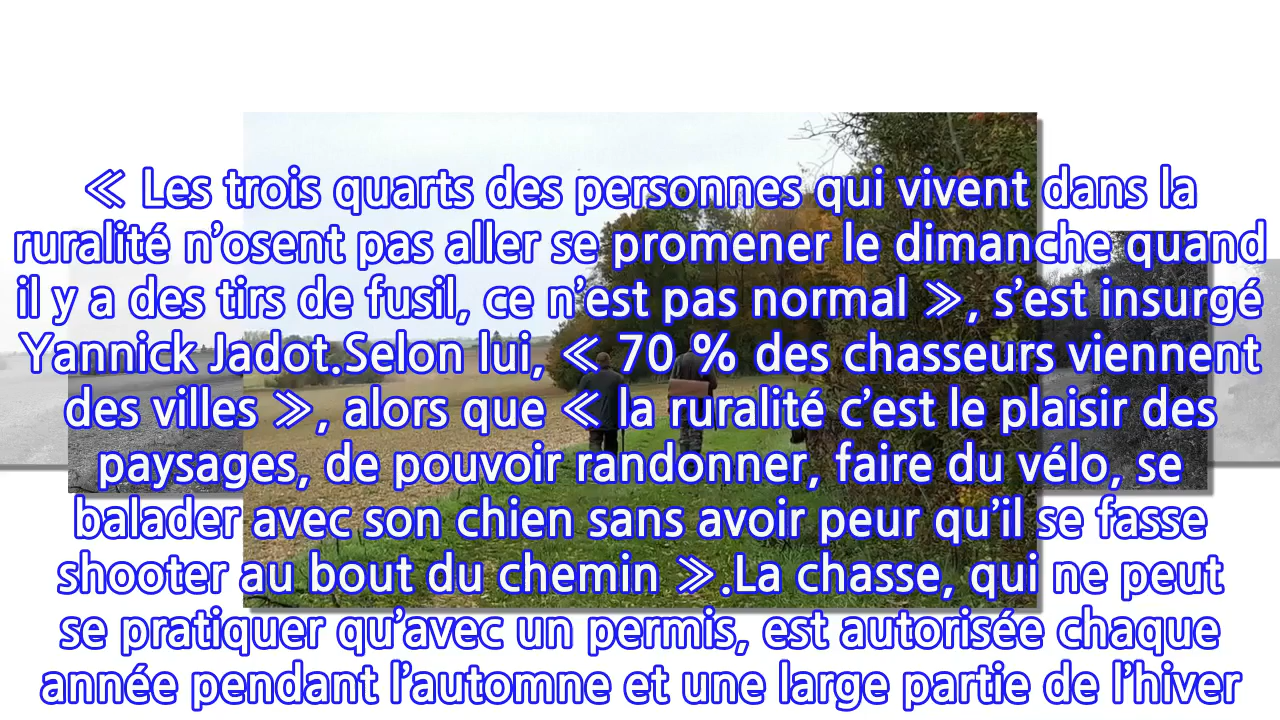 ≪ Les trois quarts des personnes qui vivent dans la
ruralité n’osent pas aller se promener le dimanche quand
il y a des tirs de fusil, ce n’est pas normal ≫, s’est insurgé
Yannick Jadot.Selon lui, ≪ 70 % des chasseurs viennent
des villes ≫, alors que ≪ la ruralité c’est le plaisir des
paysages, de pouvoir randonner, faire du vélo, se
balader avec son chien sans avoir peur qu’il se fasse
shooter au bout du chemin ≫.La chasse, qui ne peut
se pratiquer qu’avec un permis, est autorisée chaque
année pendant l’automne et une large partie de l’hiver